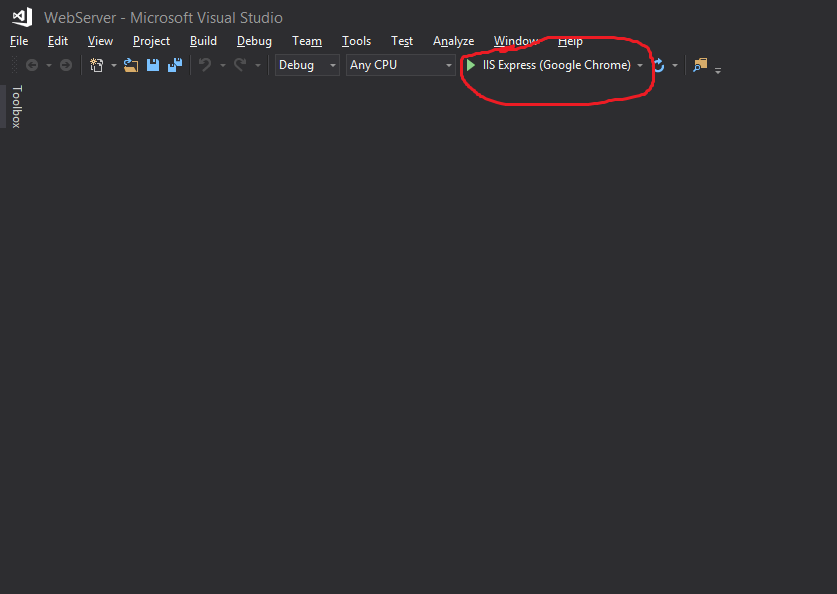 WebServer - Microsoft Visual Studio
File Edit View Project Build Debug Team Tools Test Analyze Window Help
Debug Any CPU IIS Express (Google Chrome)
Toolbox